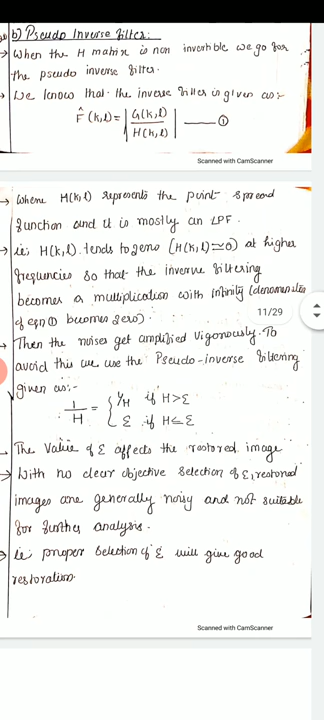 b) Pseudo Inverse Filter:
→ When the H matrix is non invertible we go for
the pseudo inverse filter.
→ We know that the inverse filter is given as:-
F̂(k,l) = |G(k,l) / H(k,l)| —— ①
Scanned with CamScanner
→ where H(k,l) represents the point spread
function and it is mostly an LPF.
→ ie; H(k,l) tends to zero (H(k,l)≃0) at higher
frequencies so that the inverse filtering
becomes a multiplication with infinity (denominator
of eqn ① becomes zero).
11/29
→ Then the noises get amplified vigorously. To
avoid this we use the Pseudo-inverse filtering
given as:-
1/H = { 1/H if H>ε
ε if H≤ε
The value of ε affects the restored image
→ With no clear objective selection of ε, restored
images are generally noisy and not suitable
for further analysis.
→ ie; proper selection of ε will give good
restoration.
Scanned with CamScanner